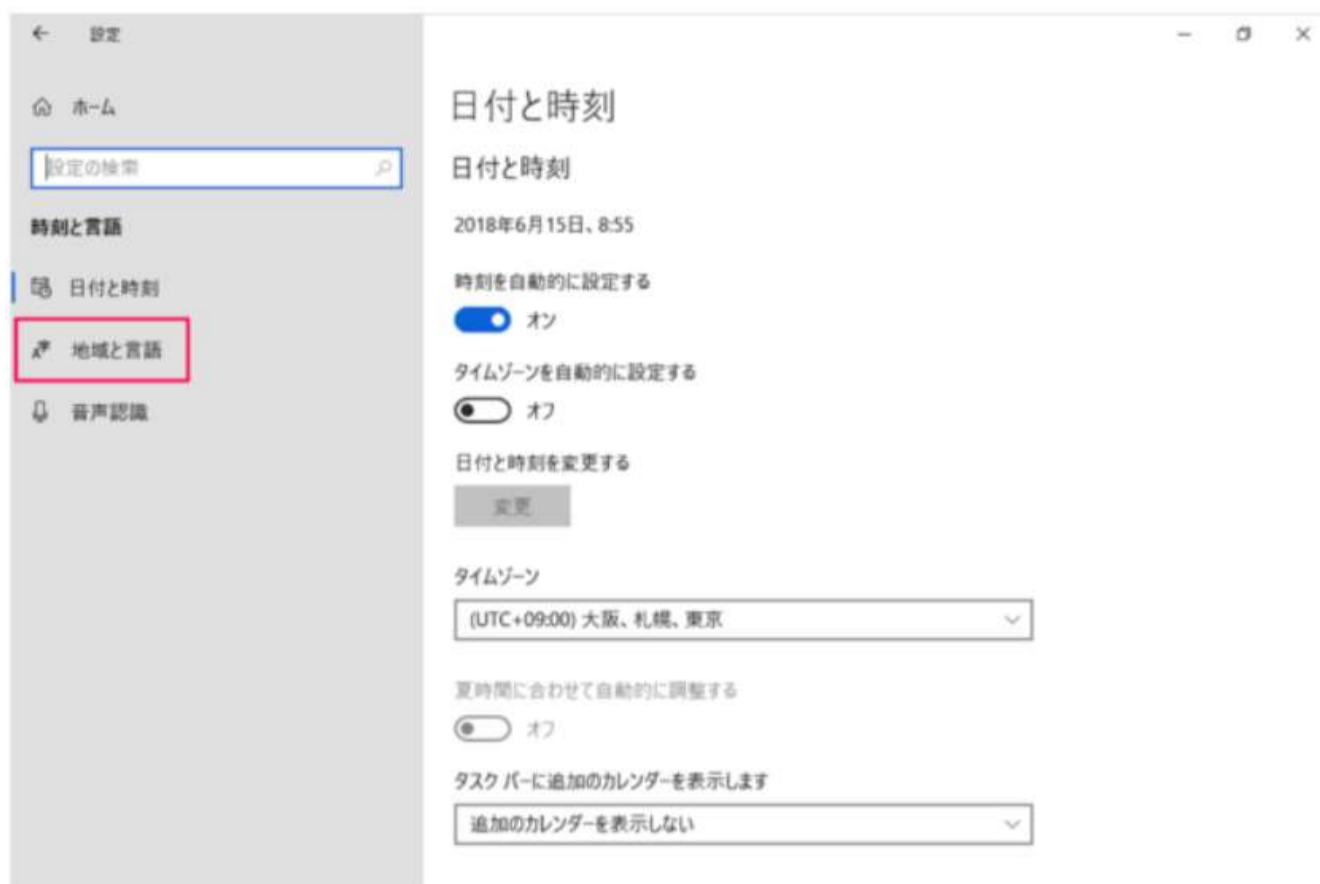 設定
ホーム
設定の検索
時刻と言語
日付と時刻
地域と言語
音声認識
日付と時刻
日付と時刻
2018年6月15日、8:55
時刻を自動的に設定する
オン
タイムゾーンを自動的に設定する
オフ
日付と時刻を変更する
変更
タイムゾーン
(UTC+09:00) 大阪、札幌、東京
夏時間に合わせて自動的に調整する
オフ
タスク バーに追加のカレンダーを表示します
追加のカレンダーを表示しない